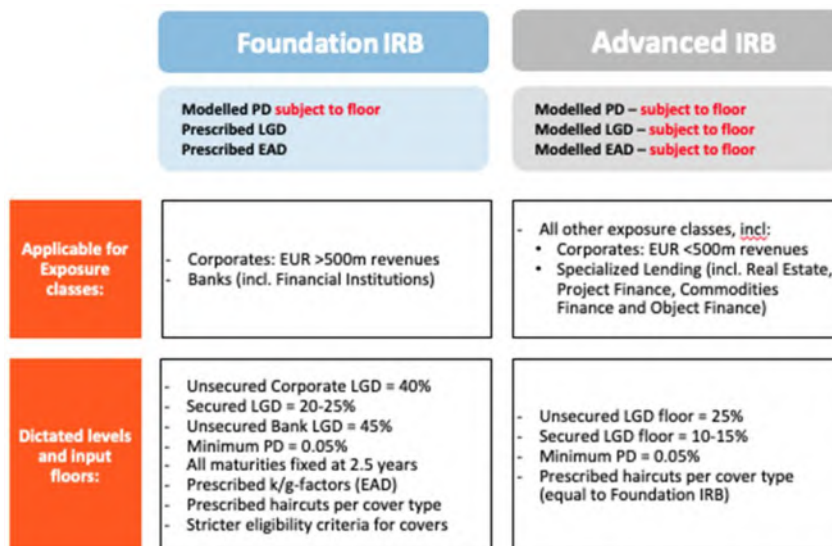 Foundation IRB
Advanced IRB
Modelled PD subject to floor
Prescribed LGD
Prescribed EAD
Modelled PD – subject to floor
Modelled LGD – subject to floor
Modelled EAD – subject to floor
Applicable for
Exposure
classes:
- Corporates: EUR >500m revenues
- Banks (incl. Financial Institutions)
- All other exposure classes, incl:
• Corporates: EUR <500m revenues
• Specialized Lending (incl. Real Estate,
Project Finance, Commodities
Finance and Object Finance)
Dictated levels
and input
floors:
- Unsecured Corporate LGD = 40%
- Secured LGD = 20-25%
- Unsecured Bank LGD = 45%
- Minimum PD = 0.05%
- All maturities fixed at 2.5 years
- Prescribed k/g-factors (EAD)
- Prescribed haircuts per cover type
- Stricter eligibility criteria for covers
- Unsecured LGD floor = 25%
- Secured LGD floor = 10-15%
- Minimum PD = 0.05%
- Prescribed haircuts per cover type
(equal to Foundation IRB)